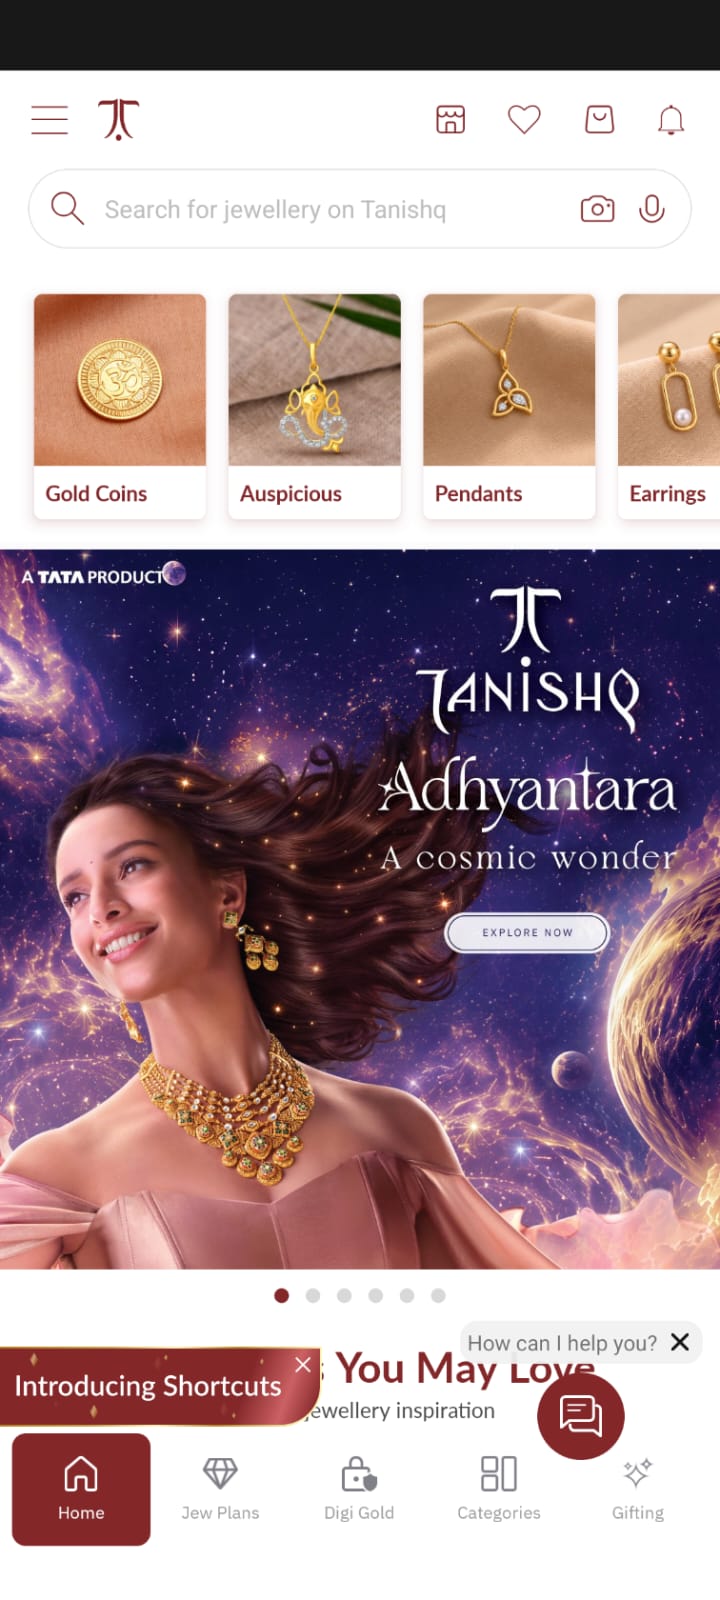 Search for jewellery on Tanishq
Gold Coins
Auspicious
Pendants
Earrings
A TATA PRODUCT
TANISHQ
Adhyantara
A cosmic wonder
EXPLORE NOW
How can I help you?
You May Love
Introducing Shortcuts
jewellery inspiration
Home
Jew Plans
Digi Gold
Categories
Gifting